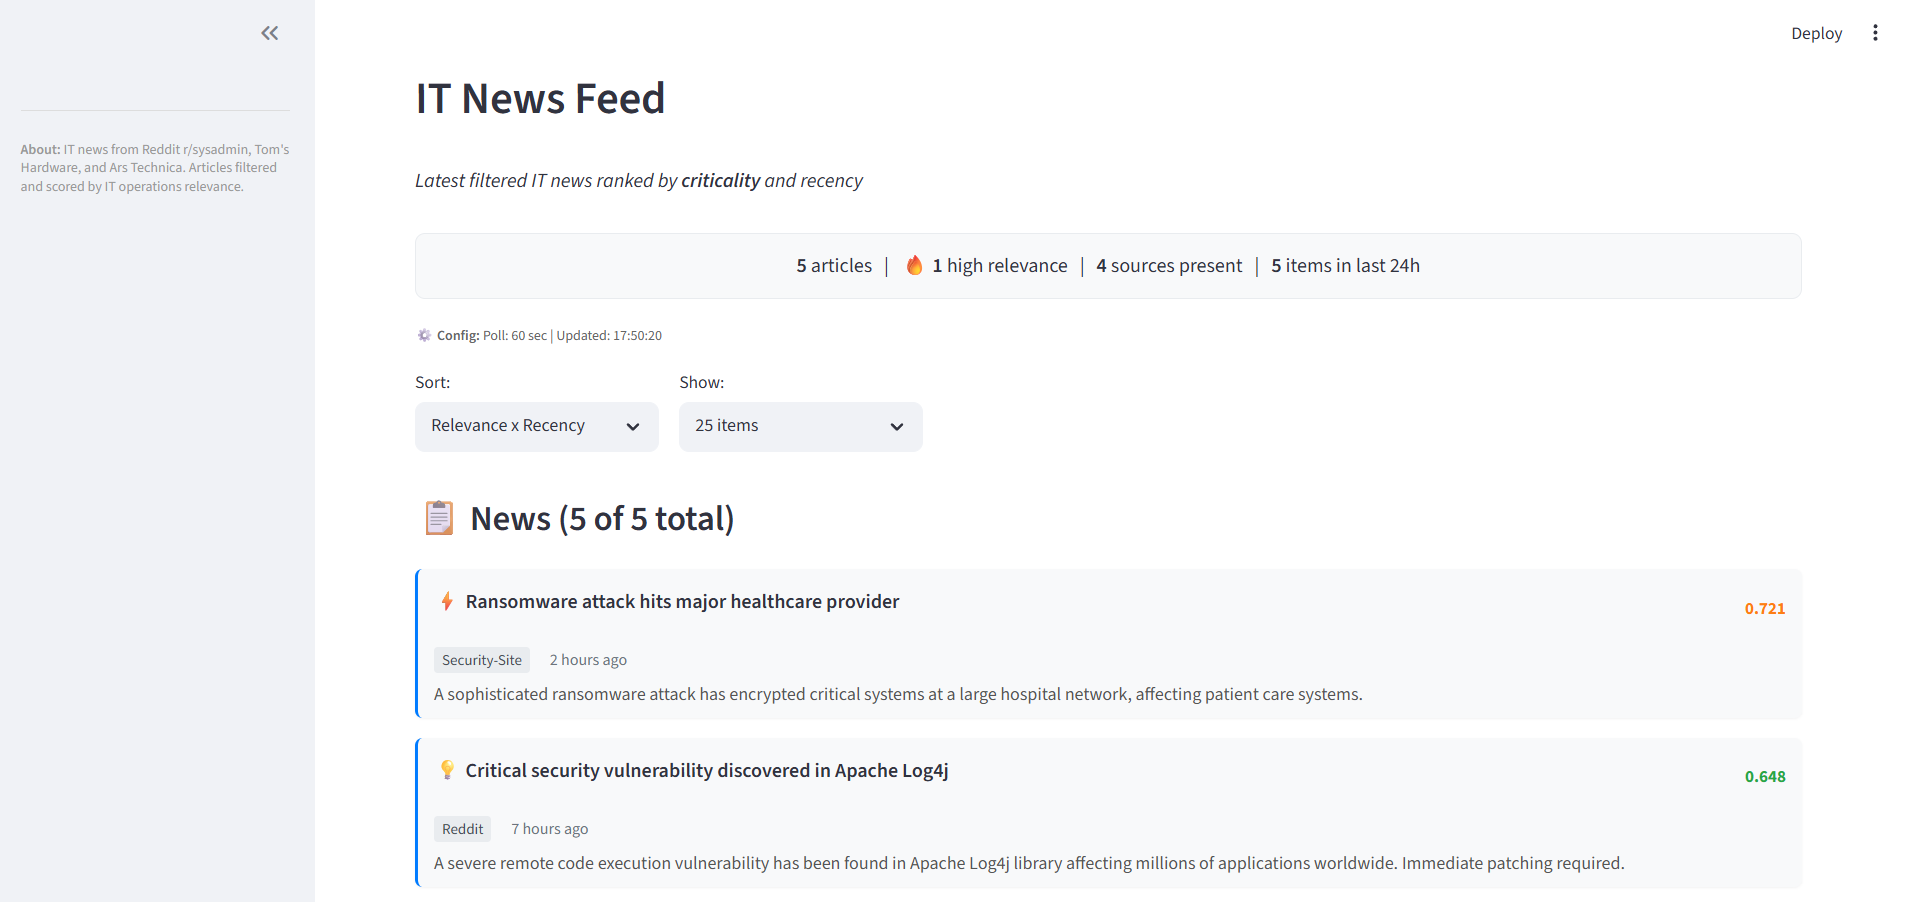 Deploy
About: IT news from Reddit r/sysadmin, Tom's
Hardware, and Ars Technica. Articles filtered
and scored by IT operations relevance.
IT News Feed
Latest filtered IT news ranked by criticality and recency
5 articles | 🔥 1 high relevance | 4 sources present | 5 items in last 24h
⚙️ Config: Poll: 60 sec | Updated: 17:50:20
Sort:
Show:
Relevance x Recency
25 items
📋 News (5 of 5 total)
⚡ Ransomware attack hits major healthcare provider
0.721
Security-Site 2 hours ago
A sophisticated ransomware attack has encrypted critical systems at a large hospital network, affecting patient care systems.
💡 Critical security vulnerability discovered in Apache Log4j
0.648
Reddit 7 hours ago
A severe remote code execution vulnerability has been found in Apache Log4j library affecting millions of applications worldwide. Immediate patching required.